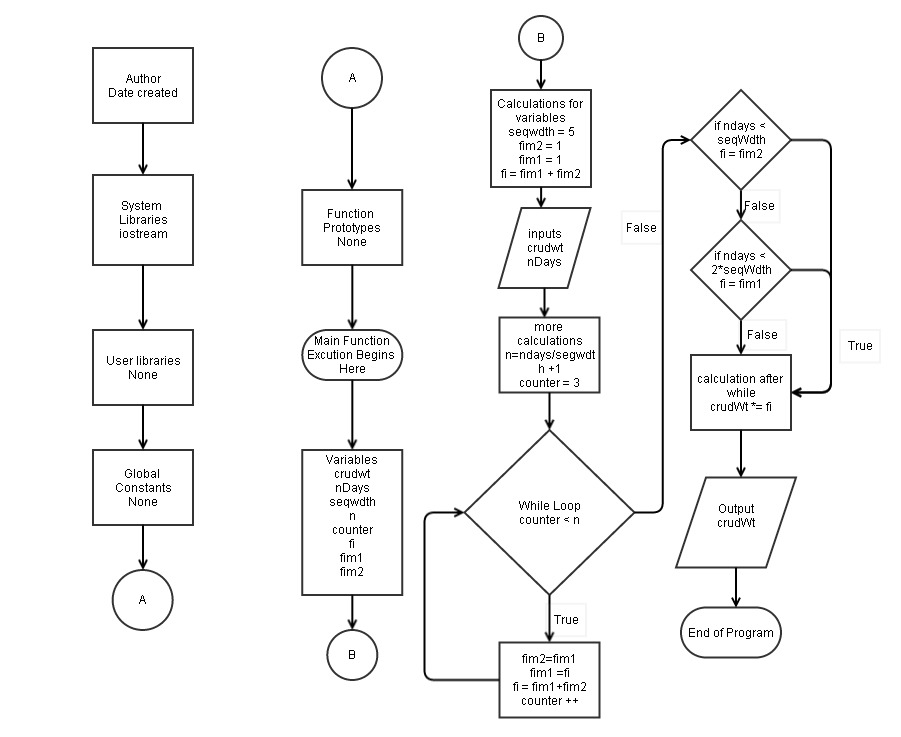 Author
Date created
System
Libraries
iostream
User libraries
None
Global
Constants
None
A
A
Function
Prototypes
None
Main Function
Excution Begins
Here
Variables
crudwt
nDays
seqwdth
n
counter
fi
fim1
fim2
B
B
Calculations for
variables
seqwdth = 5
fim2 = 1
fim1 = 1
fi = fim1 + fim2
inputs
crudwt
nDays
more
calculations
n=ndays/segwdt
h +1
counter = 3
While Loop
counter < n
True
fim2=fim1
fim1 =fi
fi = fim1+fim2
counter ++
False
if ndays <
seqWdth
fi = fim2
False
if ndays <
2*seqWdth
fi = fim1
False
True
calculation after
while
crudWt *= fi
Output
crudWt
End of Program